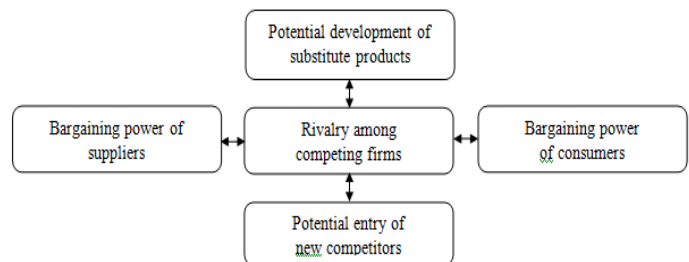 Potential development of
substitute products
Bargaining power of
suppliers
Rivalry among
competing firms
Bargaining power
of consumers
Potential entry of
new competitors